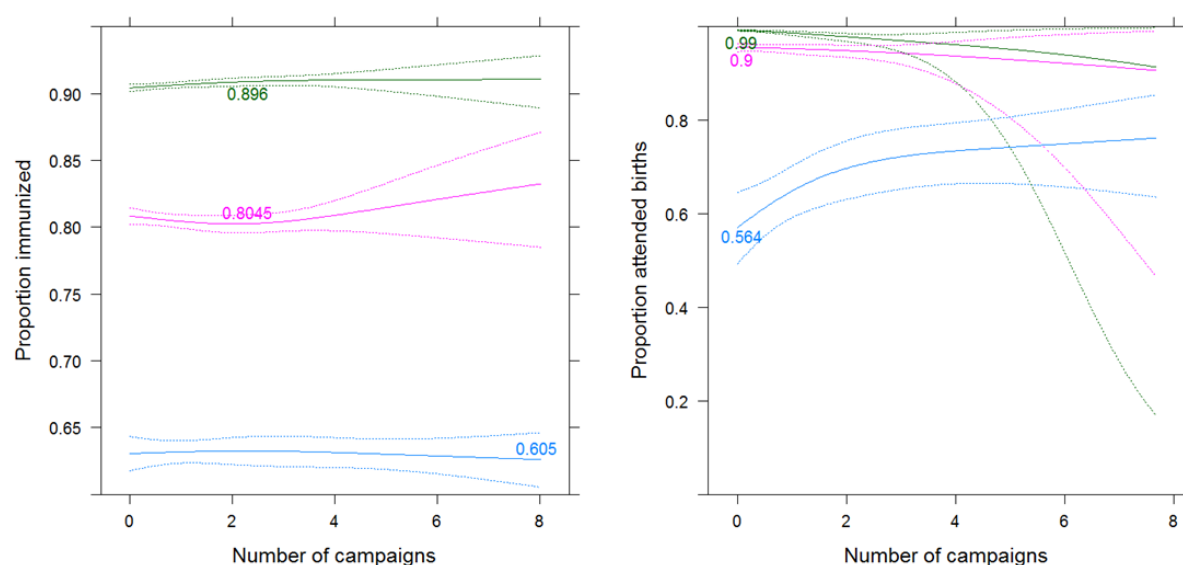 Proportion immunized
0.90
0.85
0.80
0.75
0.70
0.65
0.896
0.8045
0.605
0 2 4 6 8
Number of campaigns
Proportion attended births
0.8
0.6
0.4
0.2
0.99
0.9
0.564
0 2 4 6 8
Number of campaigns